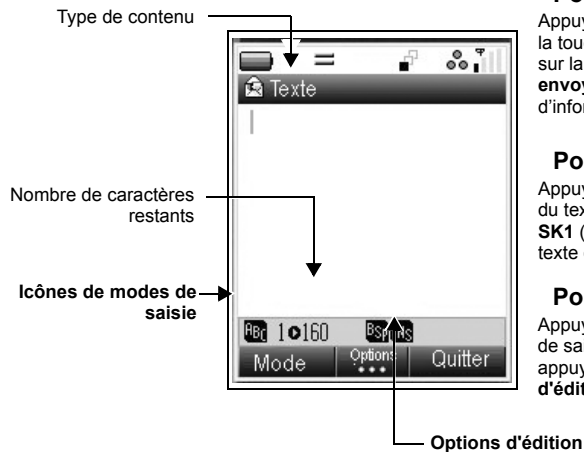 Type de contenu
Texte
Nombre de caractères
restants
Icônes de modes de
saisie
ABC 1 160
Mode Options Quitter
Options d'édition
Appuy
la touc
sur la
envoy
d'infor
Po
Appuy
du tex
SK1 (
texte
Po
Appuy
de sai
appuy
d'édit